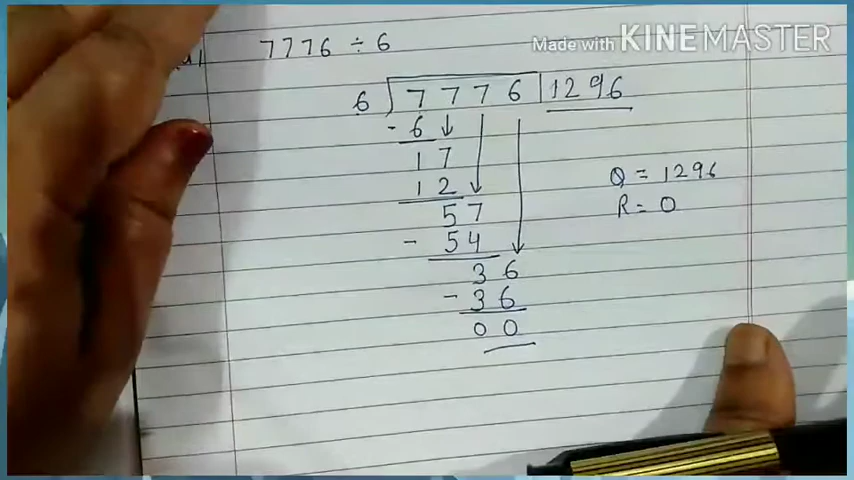 7776 ÷ 6
Made with KINEMASTER
6 7776 1296
- 6
17
12
57
- 54
36
- 36
00
Q = 1296
R = 0